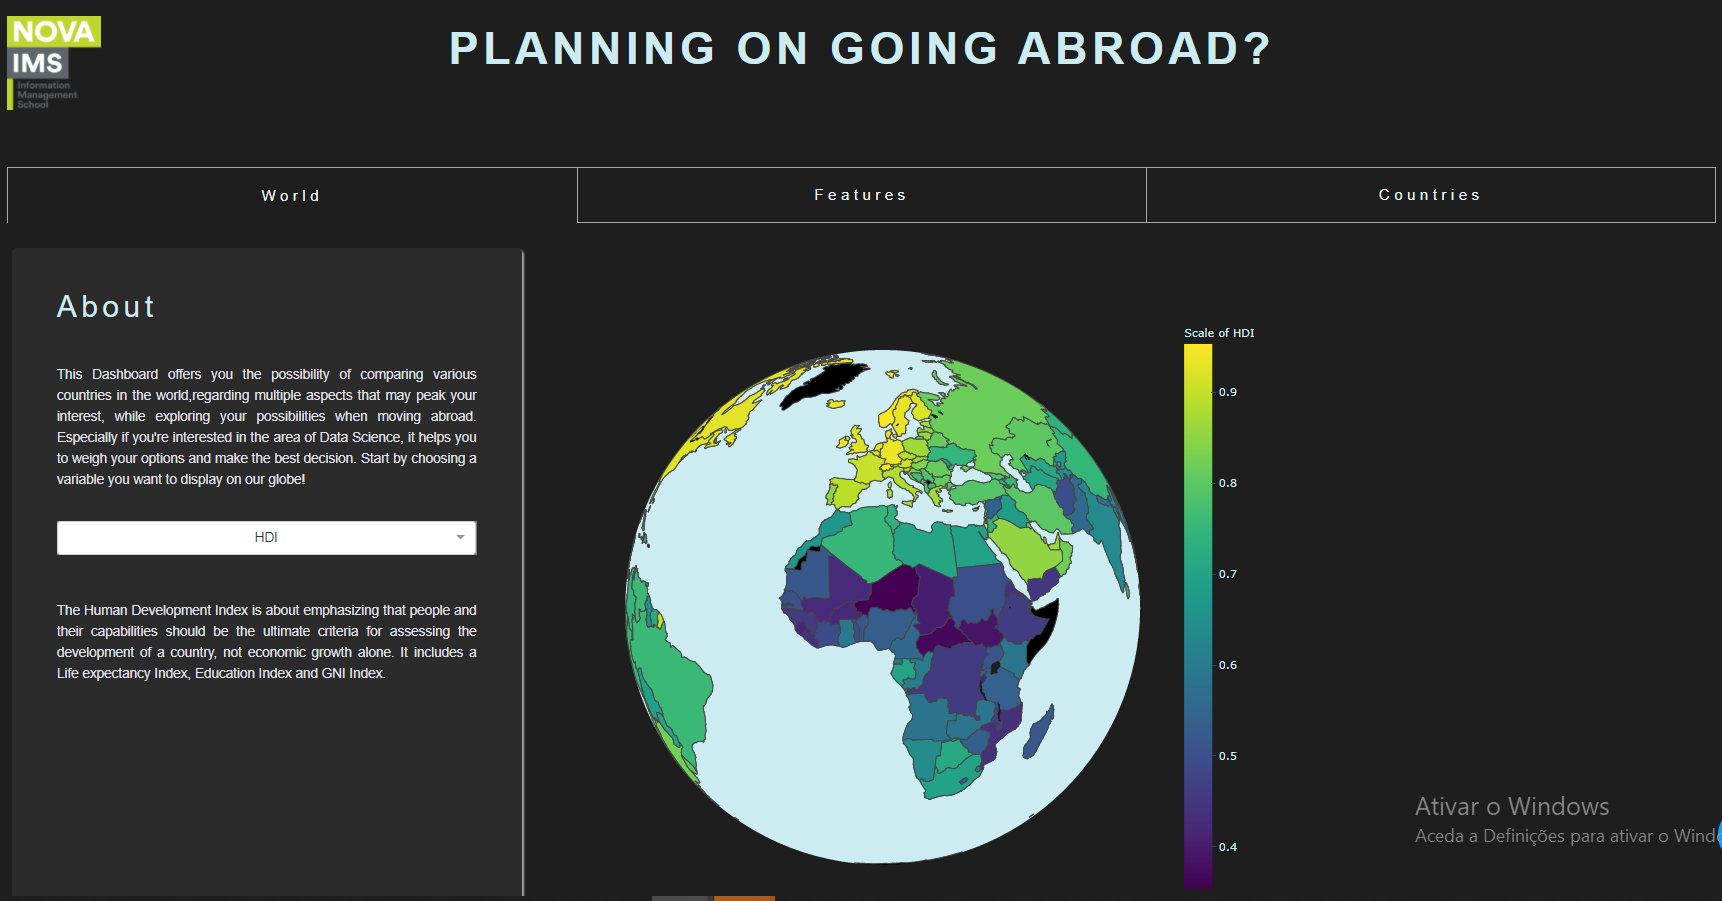 NOVA
IMS
Information
Management
School
PLANNING ON GOING ABROAD?
World
Features
Countries
About
This Dashboard offers you the possibility of comparing various
countries in the world,regarding multiple aspects that may peak your
interest, while exploring your possibilities when moving abroad.
Especially if you're interested in the area of Data Science, it helps you
to weigh your options and make the best decision. Start by choosing a
variable you want to display on our globe!
HDI
The Human Development Index is about emphasizing that people and
their capabilities should be the ultimate criteria for assessing the
development of a country, not economic growth alone. It includes a
Life expectancy Index, Education Index and GNI Index.
Scale of HDI
0.9
0.8
0.7
0.6
0.5
0.4
Ativar o Windows
Aceda a Definições para ativar o Wind